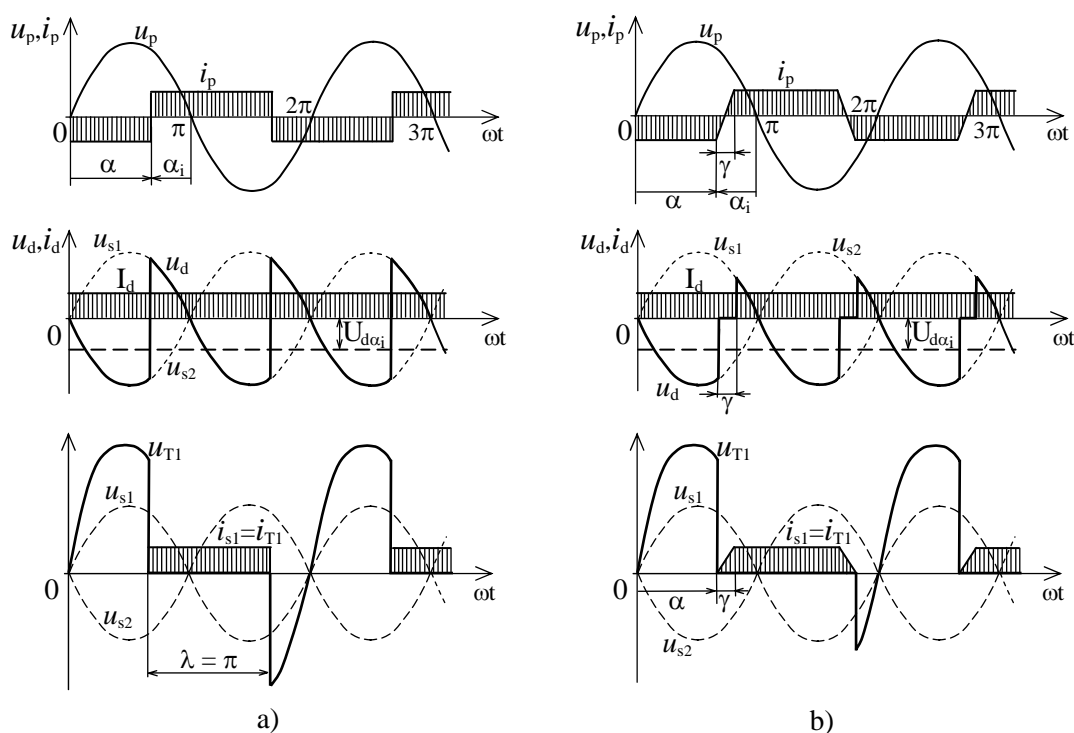 u_p,i_p
u_p
i_p
0
π
2π
3π
ωt
α
α_i
u_d,i_d
u_s1
u_d
I_d
0
U_dα_i
ωt
u_s2
u_T1
u_s1
i_s1=i_T1
0
ωt
u_s2
λ = π
a)
u_p,i_p
u_p
i_p
0
π
2π
3π
ωt
γ
α
α_i
u_d,i_d
u_s1
u_s2
I_d
0
U_dα_i
ωt
u_d
γ
u_T1
u_s1
i_s1=i_T1
0
ωt
α
γ
u_s2
b)